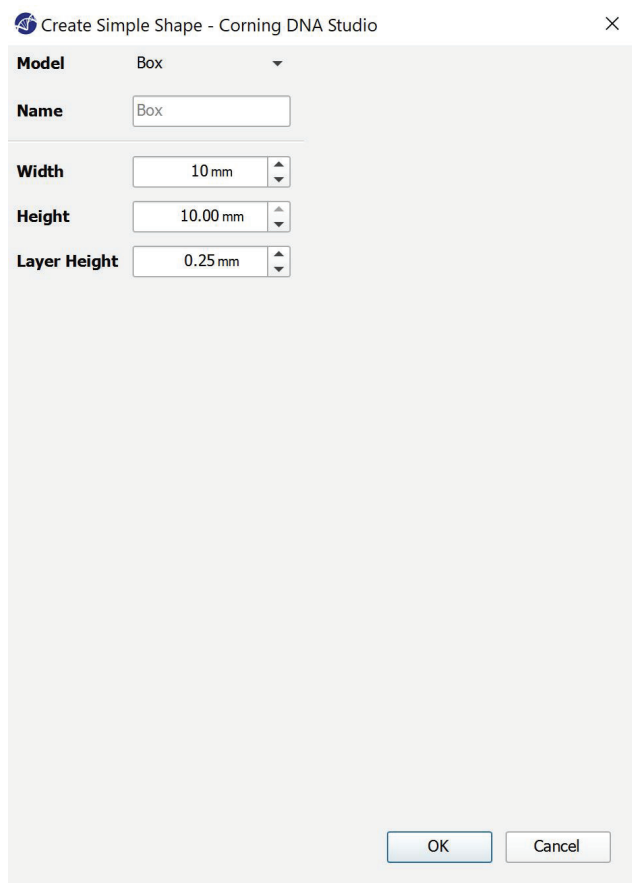 Create Simple Shape - Corning DNA Studio
Model Box
Name Box
Width 10 mm
Height 10.00 mm
Layer Height 0.25 mm
OK Cancel